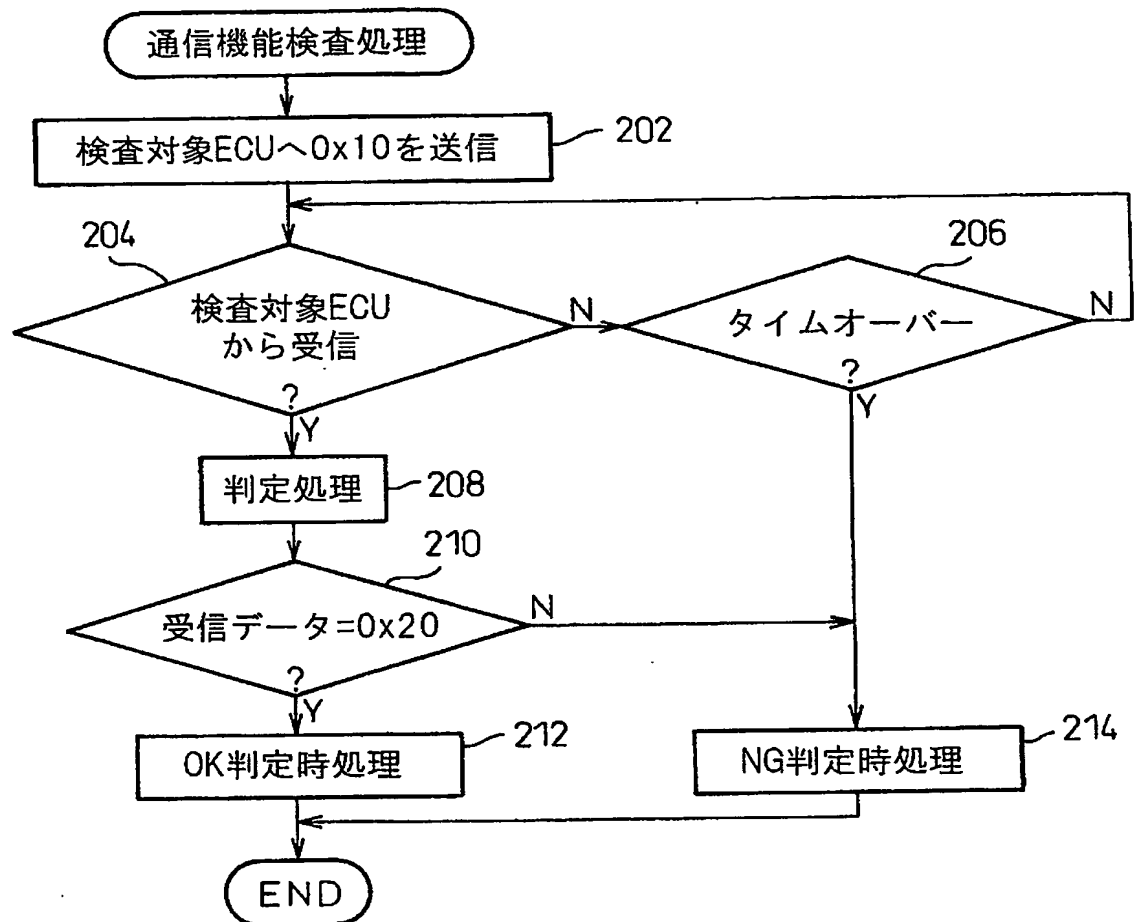 通信機能検査処理
検査対象ECUへ0x10を送信
202
204
検査対象ECU
から受信
?
Y
N
206
タイムオーバー
?
Y
N
判定処理
208
210
受信データ=0x20
?
Y
N
OK判定時処理
212
NG判定時処理
214
END